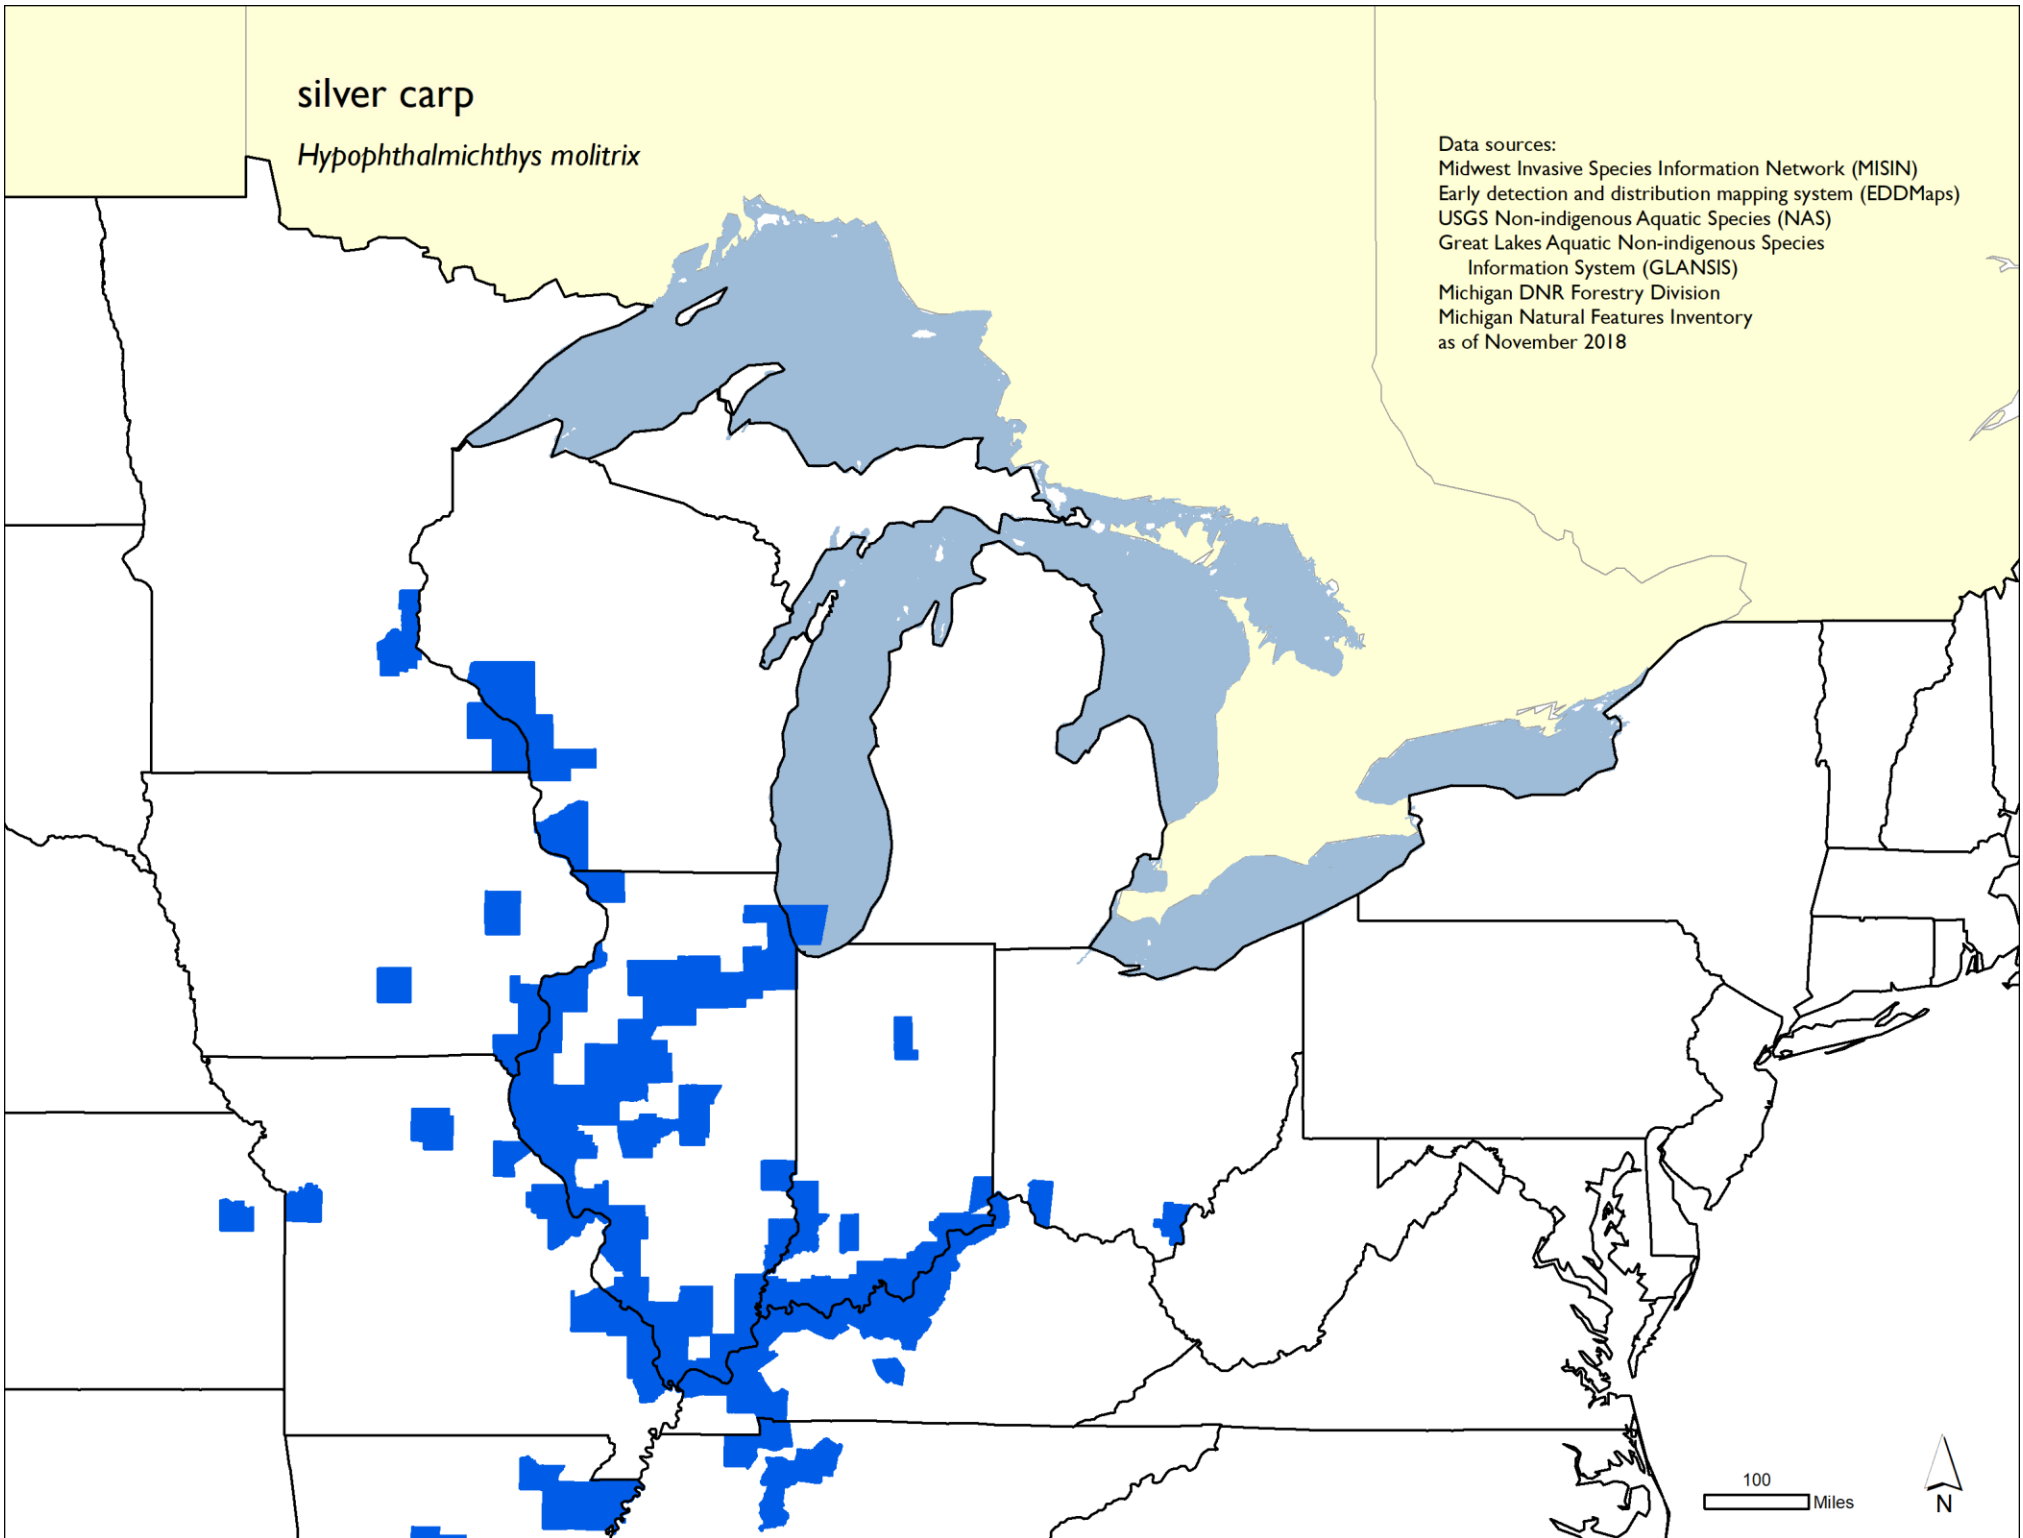 silver carp
Hypophthalmichthys molitrix
Data sources:
Midwest Invasive Species Information Network (MISIN)
Early detection and distribution mapping system (EDDMaps)
USGS Non-indigenous Aquatic Species (NAS)
Great Lakes Aquatic Non-indigenous Species
Information System (GLANSIS)
Michigan DNR Forestry Division
Michigan Natural Features Inventory
as of November 2018
100
Miles
N